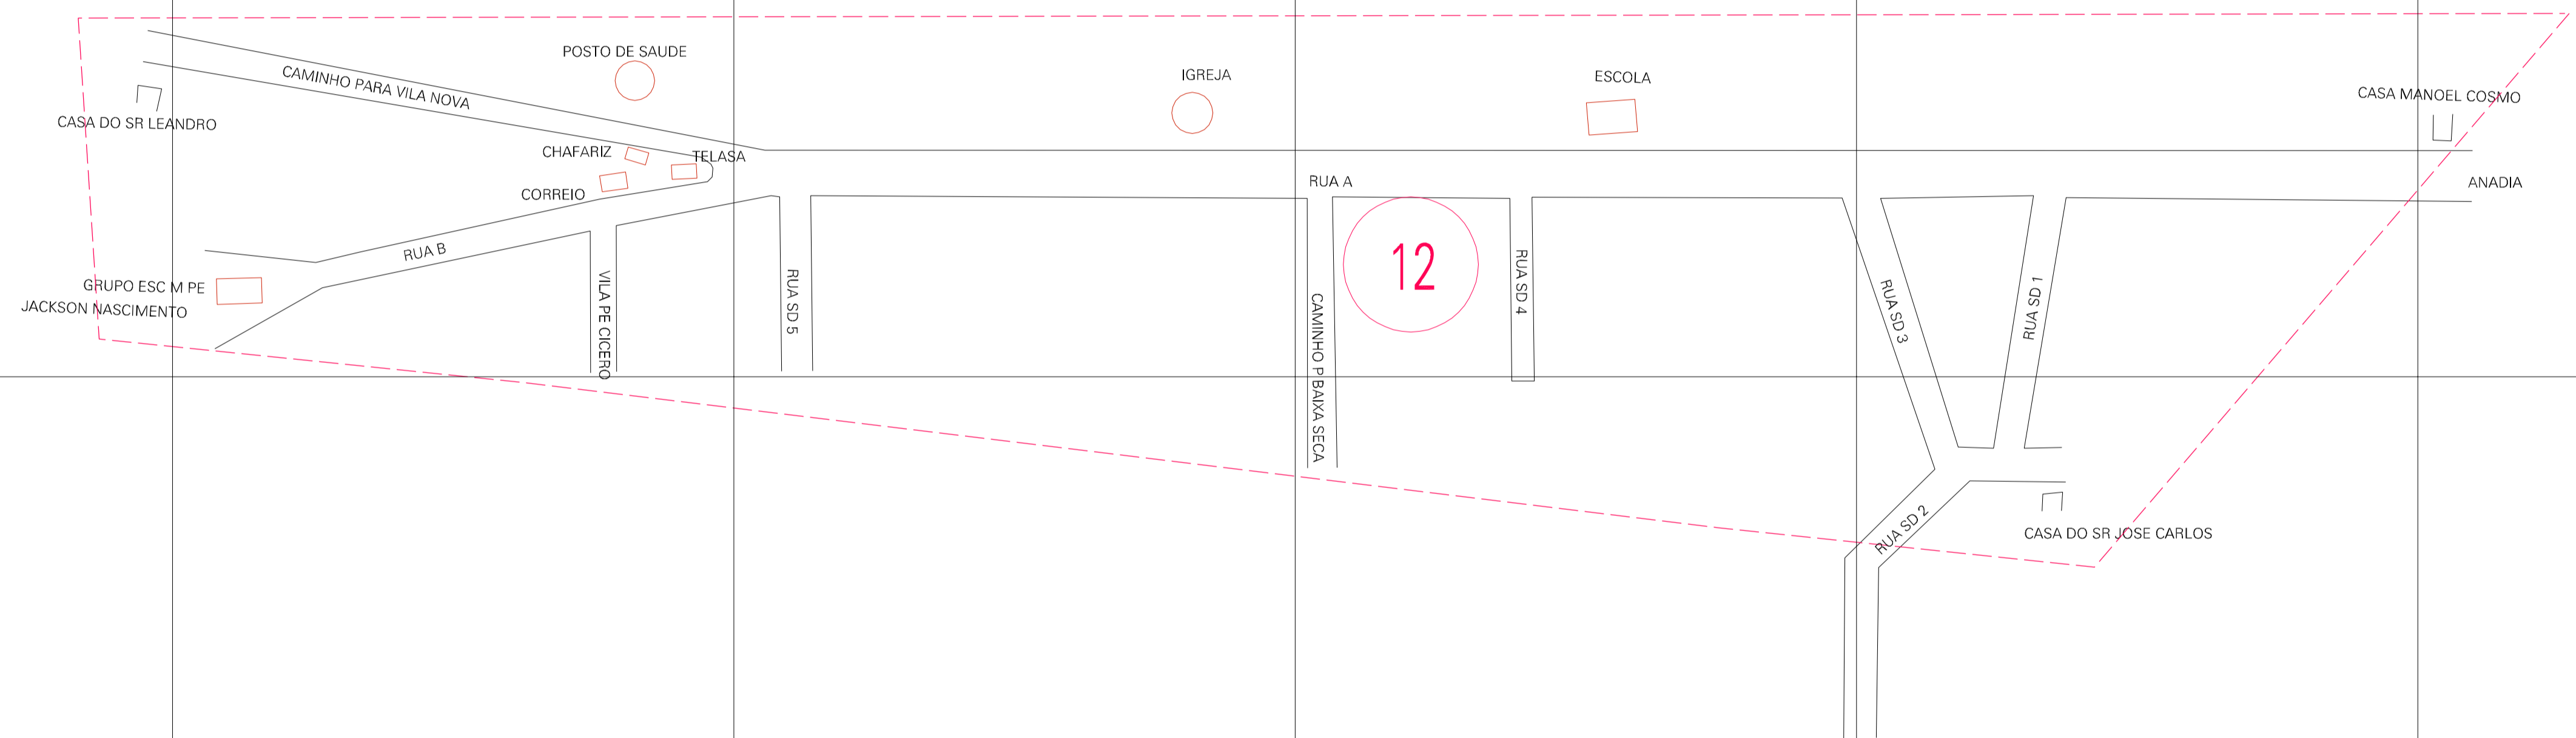 POSTO DE SAUDE
IGREJA
ESCOLA
CAMINHO PARA VILA NOVA
CASA MANOEL COSMO
CASA DO SR LEANDRO
CHAFARIZ
TELASA
CORREIO
RUA A
ANADIA
RUA B
12
GRUPO ESC M PE
JACKSON NASCIMENTO
VILA PE CICERO
RUA SD 5
CAMINHO P BAIXA SECA
RUA SD 4
RUA SD 3
RUA SD 1
RUA SD 2
CASA DO SR JOSE CARLOS